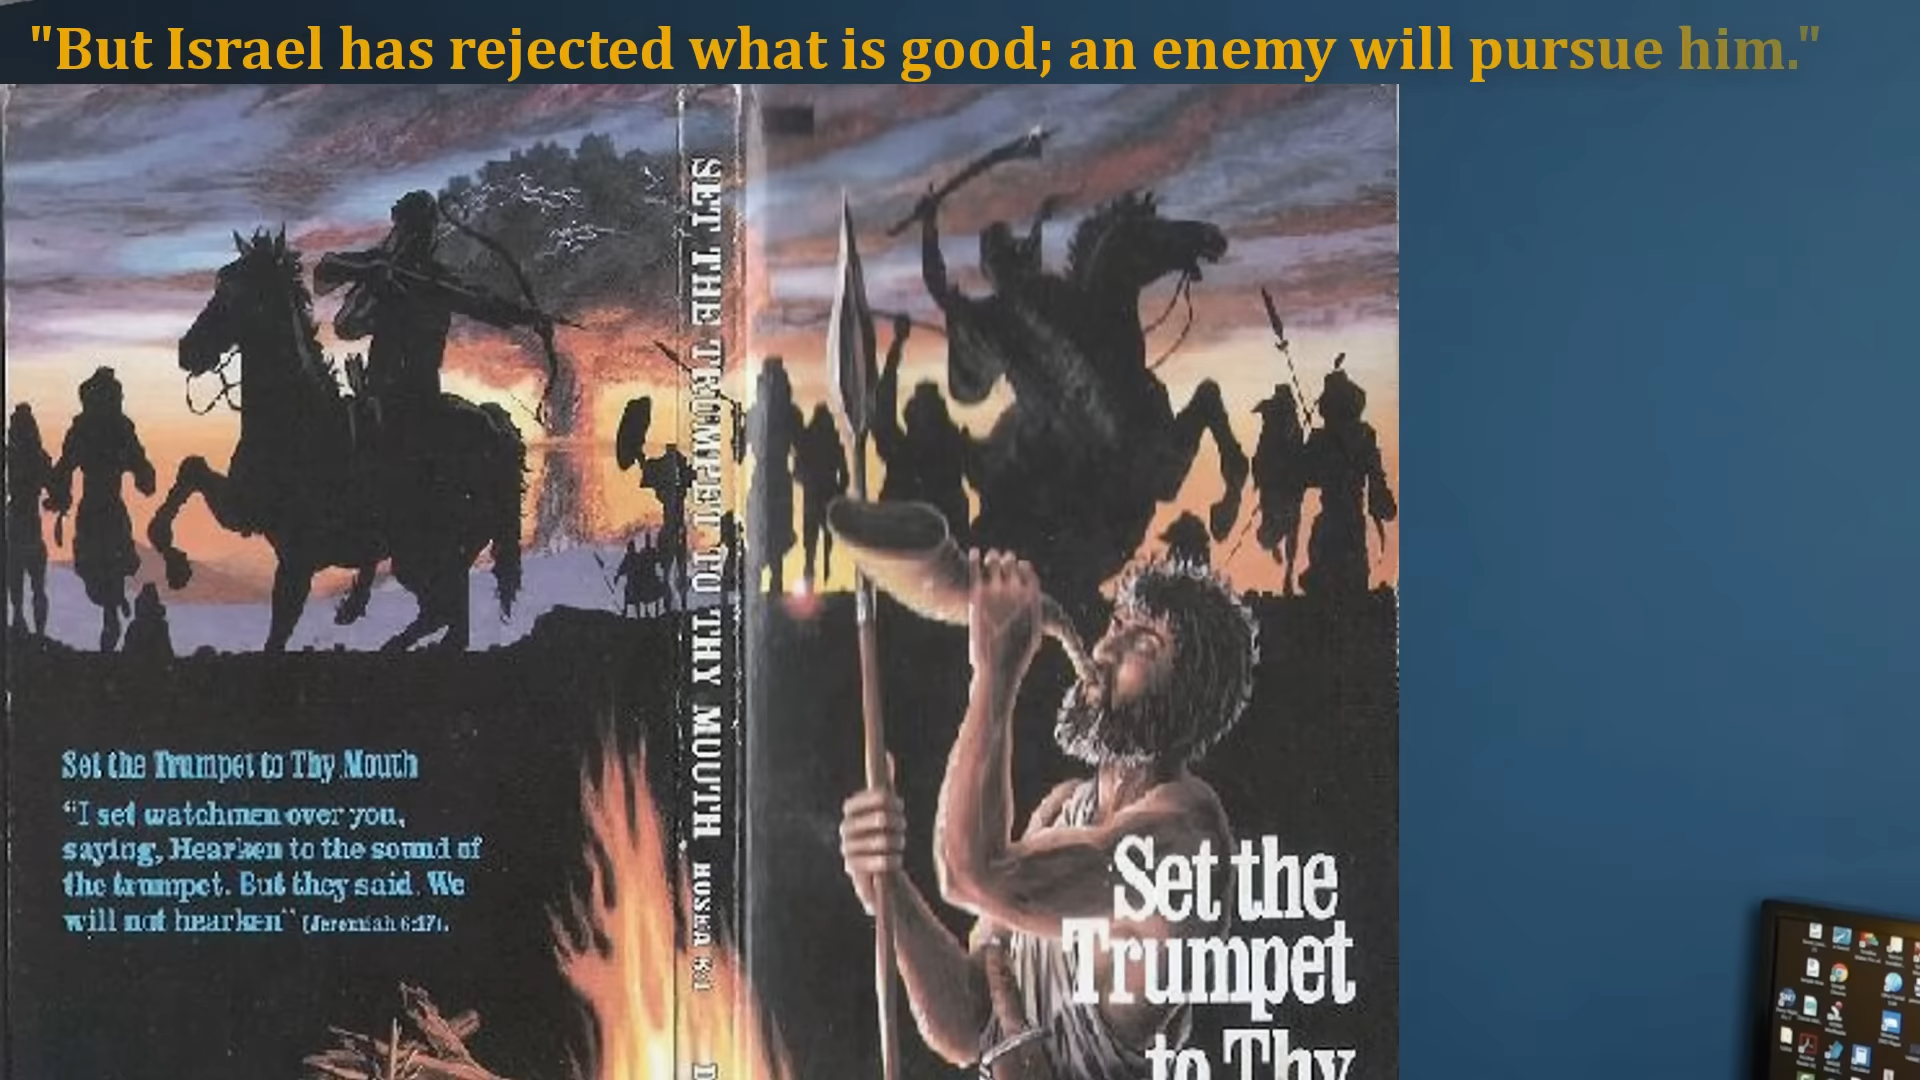 "But Israel has rejected what is good; an enemy will pursue him."
Set the Trumpet to Thy Mouth
"I set watchmen over you,
saying, Hearken to the sound of
the trumpet. But they said. We
will not hearken" (Jeremiah 6:17).
SET THE TRUMPET TO THY MOUTH HOSEA 8:1 D
Set the
Trumpet
to Thy